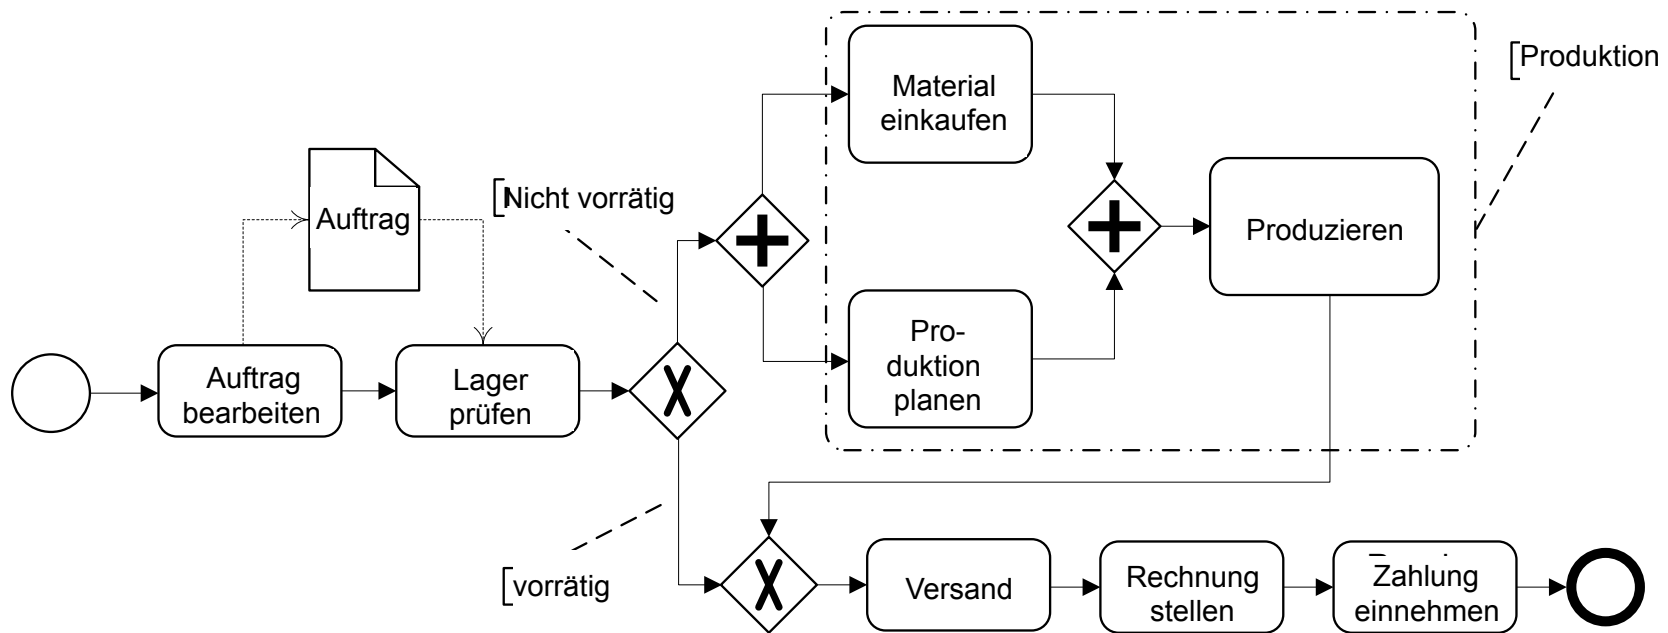 Material
einkaufen
[Produktion
Auftrag
[Nicht vorrätig
Produzieren
Pro-
duktion
planen
Auftrag
bearbeiten
Lager
prüfen
[vorrätig
Versand
Rechnung
stellen
Zahlung
einnehmen